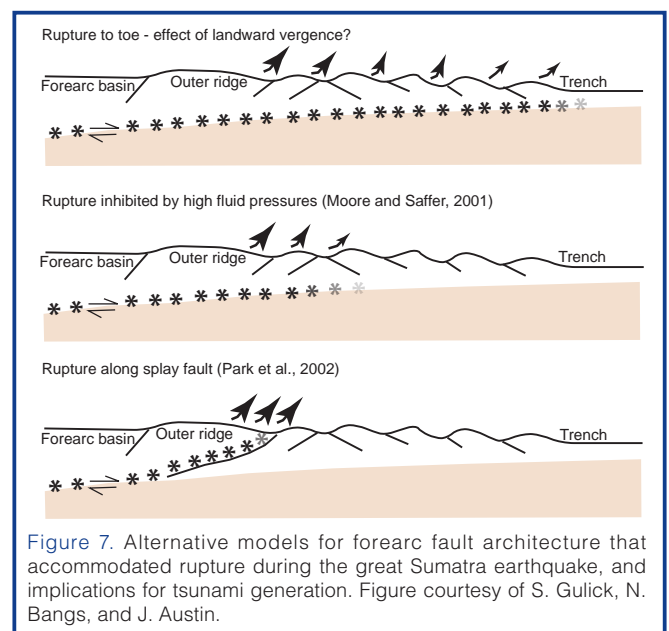 Rupture to toe - effect of landward vergence?
Forearc basin
Outer ridge
Trench
Rupture inhibited by high fluid pressures (Moore and Saffer, 2001)
Forearc basin
Outer ridge
Trench
Rupture along splay fault (Park et al., 2002)
Forearc basin
Outer ridge
Trench
Figure 7. Alternative models for forearc fault architecture that
accommodated rupture during the great Sumatra earthquake, and
implications for tsunami generation. Figure courtesy of S. Gulick, N.
Bangs, and J. Austin.